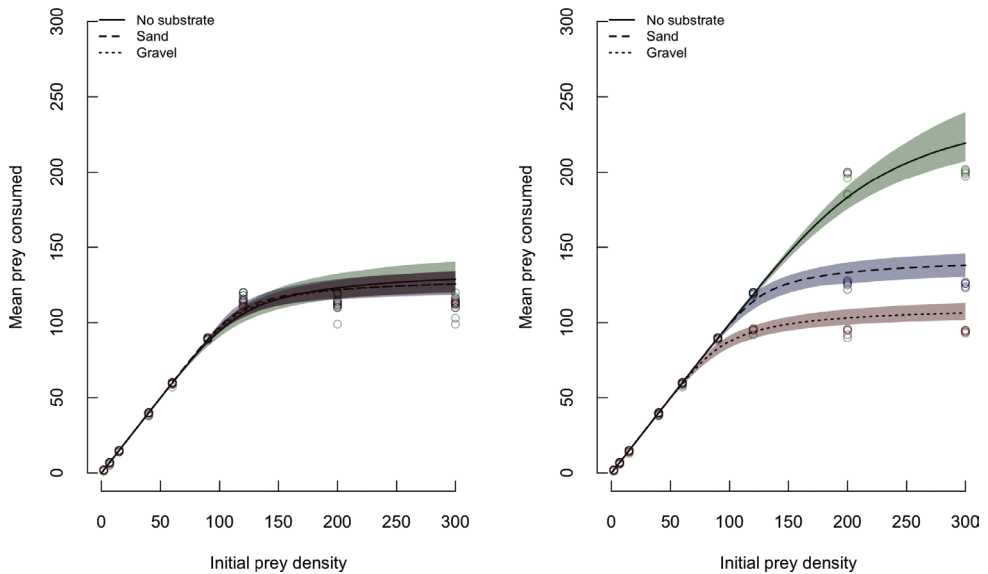 No substrate
Sand
Gravel
300
250
200
150
100
50
0
Mean prey consumed
0 50 100 150 200 250 300
Initial prey density
No substrate
Sand
Gravel
300
250
200
150
100
50
0
Mean prey consumed
0 50 100 150 200 250 300
Initial prey density